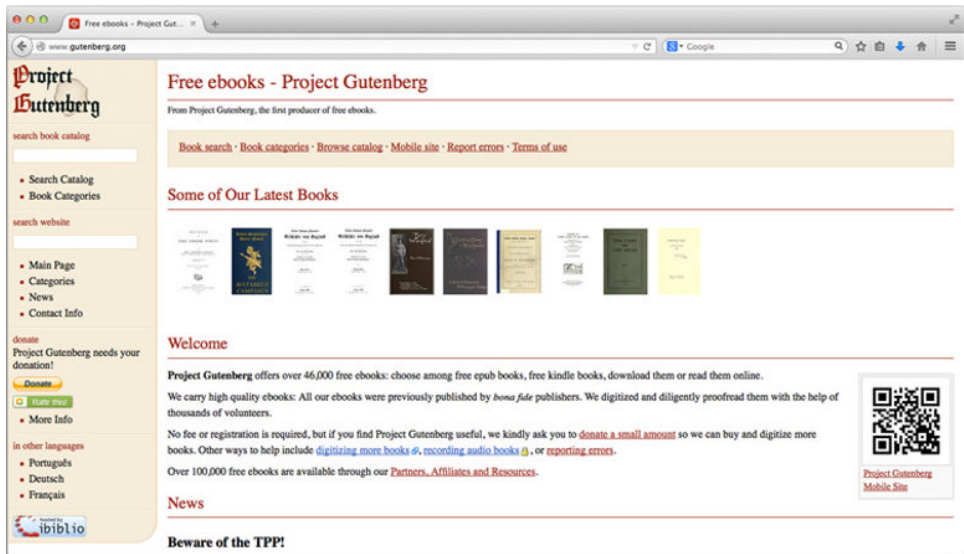 Free ebooks - Project Gut...
www.gutenberg.org
Google
Project
Gutenberg
search book catalog
Search Catalog
Book Categories
search website
Main Page
Categories
News
Contact Info
donate
Project Gutenberg needs your
donation!
Donate
Flattr this!
More Info
in other languages
Português
Deutsch
Français
hosted by
ibiblio
Free ebooks - Project Gutenberg
From Project Gutenberg, the first producer of free ebooks.
Book search · Book categories · Browse catalog · Mobile site · Report errors · Terms of use
Some of Our Latest Books
Welcome
Project Gutenberg offers over 46,000 free ebooks: choose among free epub books, free kindle books, download them or read them online.
We carry high quality ebooks: All our ebooks were previously published by bona fide publishers. We digitized and diligently proofread them with the help of
thousands of volunteers.
No fee or registration is required, but if you find Project Gutenberg useful, we kindly ask you to donate a small amount so we can buy and digitize more
books. Other ways to help include digitizing more books, recording audio books, or reporting errors.
Over 100,000 free ebooks are available through our Partners, Affiliates and Resources.
Project Gutenberg
Mobile Site
News
Beware of the TPP!